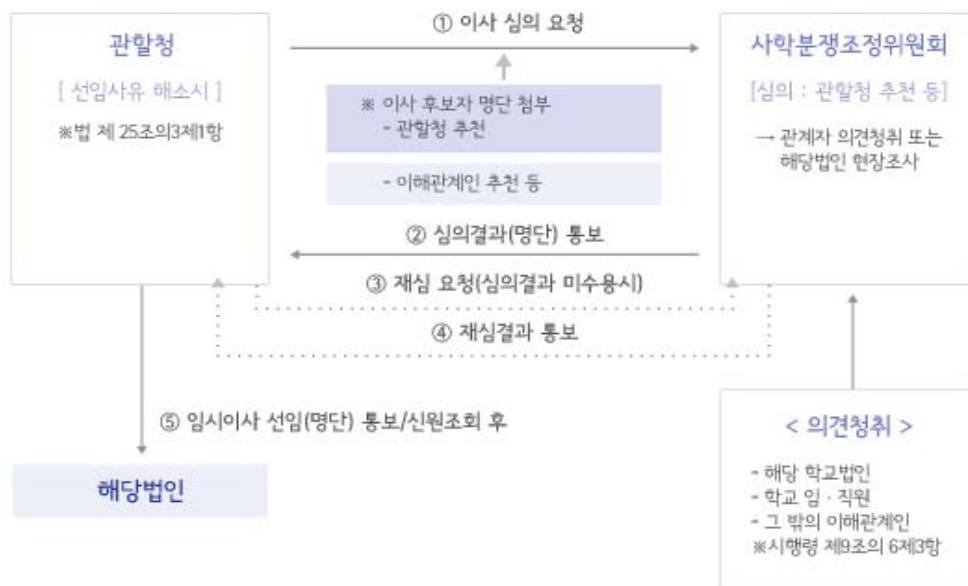 ① 이사 심의 요청
관할청
[ 선임사유 해소시 ]
※법 제 25조의3제1항
※ 이사 후보자 명단 첨부
- 관할청 추천
- 이해관계인 추천 등
사학분쟁조정위원회
[심의 : 관할청 추천 등]
→ 관계자 의견청취 또는
해당법인 현장조사
② 심의결과(명단) 통보
③ 재심 요청(심의결과 미수용시)
④ 재심결과 통보
⑤ 임시이사 선임(명단) 통보/신원조회 후
해당법인
< 의견청취 >
- 해당 학교법인
- 학교 임 · 직원
- 그 밖의 이해관계인
※시행령 제9조의 6제3항